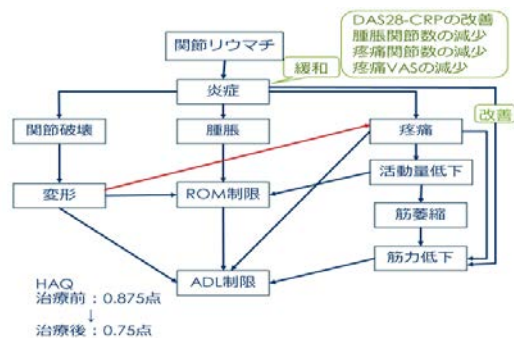 DAS28-CRPの改善
腫脹関節数の減少
疼痛関節数の減少
疼痛VASの減少
関節リウマチ
緩和
炎症
改善
関節破壊
腫脹
疼痛
活動量低下
変形
ROM制限
筋萎縮
筋力低下
ADL制限
HAQ
治療前：0.875点
↓
治療後：0.75点